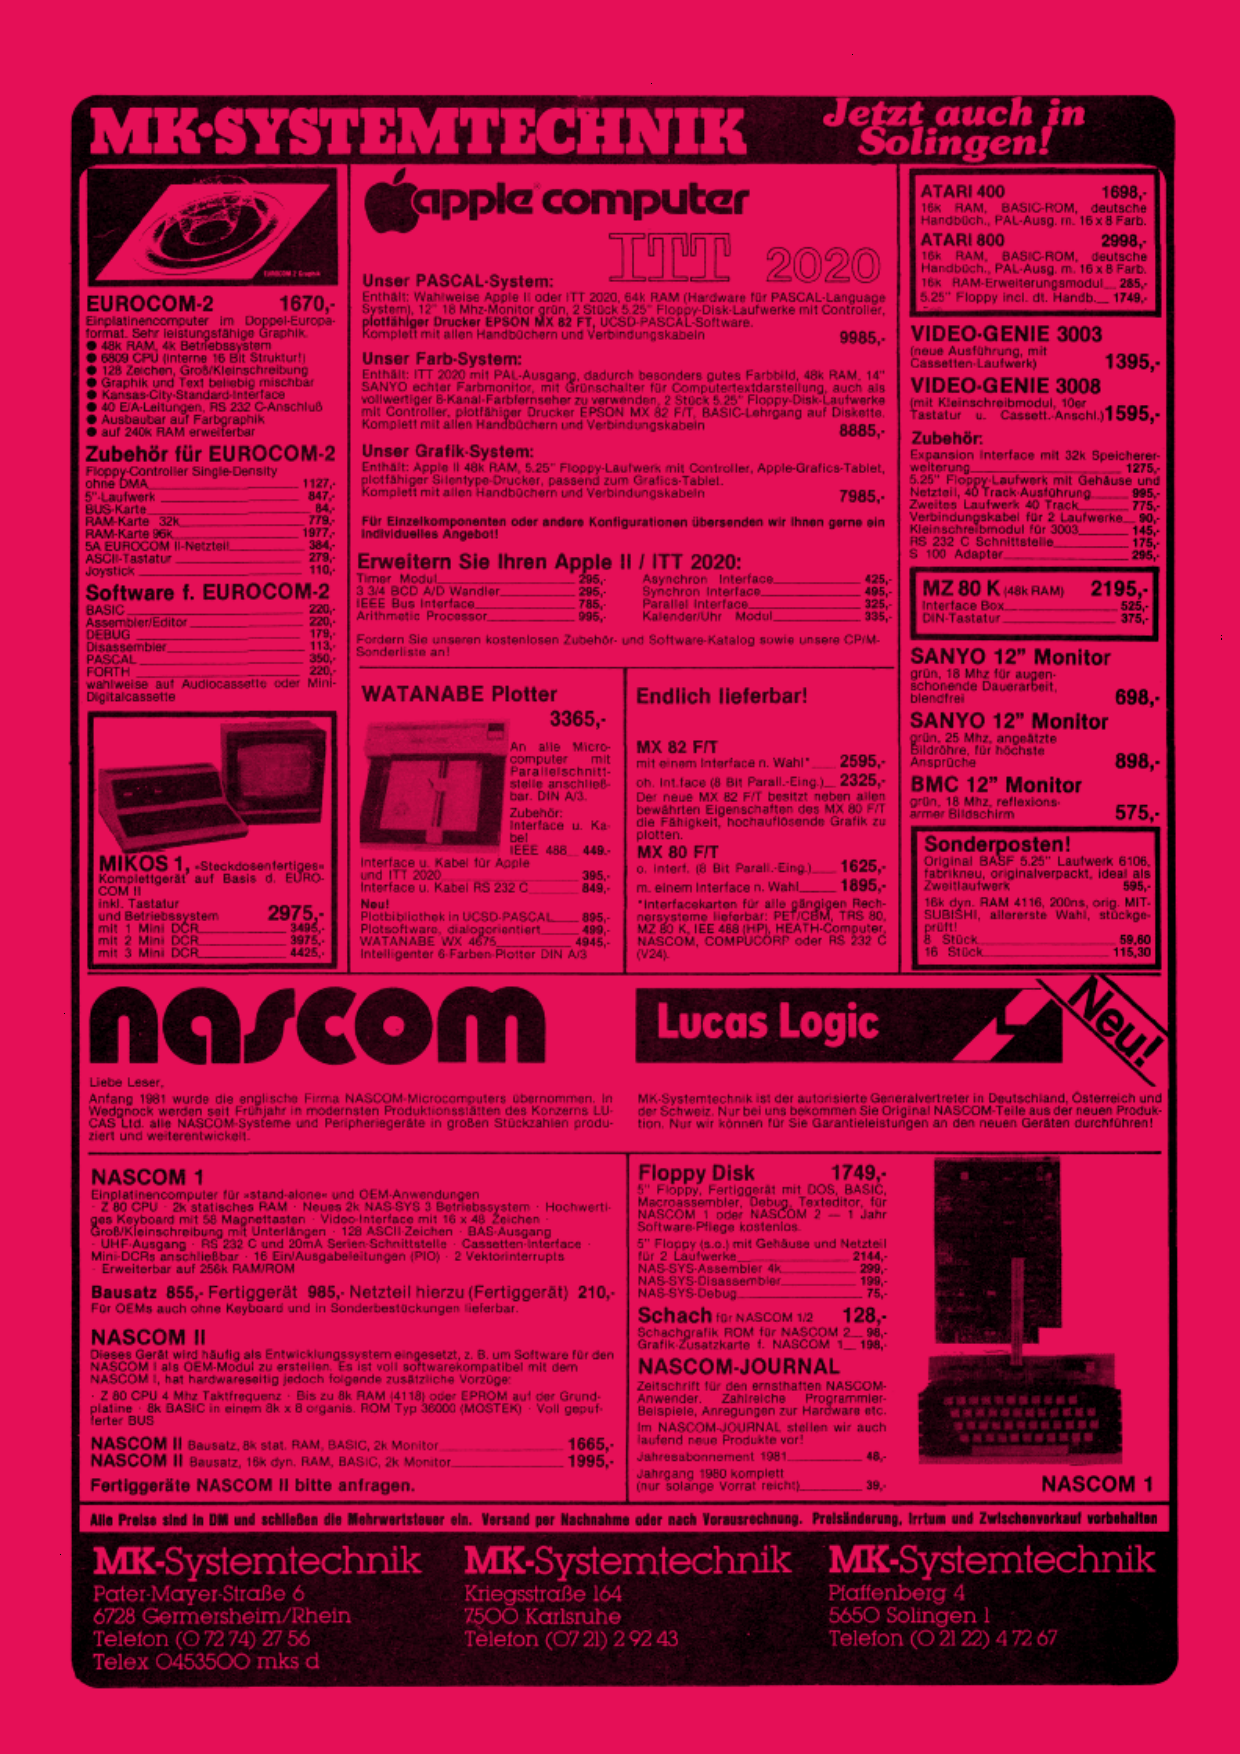 MK-SYSTEMTECHNIK
Jetzt auch in
Solingen!
EUROCOM-2 Graphik
EUROCOM-2 1670,-
Einplatinencomputer im Doppel-Europa-
format. Sehr leistungsfähige Graphik.
● 48k RAM, 4k Betriebssystem
● 6809 CPU (interne 16 Bit Struktur!)
● 128 Zeichen, Groß/Kleinschreibung
● Graphik und Text beliebig mischbar
● Kansas-City-Standard-Interface
● 40 E/A-Leitungen, RS 232 C-Anschluß
● Ausbaubar auf Farbgraphik
● auf 240k RAM erweiterbar
Zubehör für EUROCOM-2
Floppy-Controller Single-Density
ohne DMA 1127,-
5"-Laufwerk 847,-
BUS-Karte 84,-
RAM-Karte 32k 779,-
RAM-Karte 96k 1977,-
5A EUROCOM II-Netzteil 384,-
ASCII-Tastatur 279,-
Joystick 110,-
Software f. EUROCOM-2
BASIC 220,-
Assembler/Editor 220,-
DEBUG 179,-
Disassembler 113,-
PASCAL 350,-
FORTH 220,-
wahlweise auf Audiocassette oder Mini-
Digitalcassette
MIKOS 1, »Steckdosenfertiges«
Komplettgerät auf Basis d. EURO-
COM II
inkl. Tastatur
und Betriebssystem 2975,-
mit 1 Mini DCR 3495,-
mit 2 Mini DCR 3975,-
mit 3 Mini DCR 4425,-
apple computer
ITT 2020
Unser PASCAL-System:
Enthält: Wahlweise Apple II oder ITT 2020, 64k RAM (Hardware für PASCAL-Language
System), 12" 18 Mhz-Monitor grün, 2 Stück 5.25" Floppy-Disk-Laufwerke mit Controller,
plotfähiger Drucker EPSON MX 82 FT, UCSD-PASCAL-Software.
Komplett mit allen Handbüchern und Verbindungskabeln 9985,-
Unser Farb-System:
Enthält: ITT 2020 mit PAL-Ausgang, dadurch besonders gutes Farbbild, 48k RAM, 14"
SANYO echter Farbmonitor, mit Grünschalter für Computertextdarstellung, auch als
vollwertiger 8-Kanal-Farbfernseher zu verwenden, 2 Stück 5.25" Floppy-Disk-Laufwerke
mit Controller, plotfähiger Drucker EPSON MX 82 F/T, BASIC-Lehrgang auf Diskette.
Komplett mit allen Handbüchern und Verbindungskabeln 8885,-
Unser Grafik-System:
Enthält: Apple II 48k RAM, 5.25" Floppy-Laufwerk mit Controller, Apple-Grafics-Tablet,
plotfähiger Silentype-Drucker, passend zum Grafics-Tablet.
Komplett mit allen Handbüchern und Verbindungskabeln 7985,-
Für Einzelkomponenten oder andere Konfigurationen übersenden wir Ihnen gerne ein
individuelles Angebot!
Erweitern Sie Ihren Apple II / ITT 2020:
Timer Modul 295,- Asynchron Interface 425,-
3 3/4 BCD A/D Wandler 295,- Synchron Interface 495,-
IEEE Bus Interface 785,- Parallel Interface 325,-
Arithmetic Processor 995,- Kalender/Uhr Modul 335,-
Fordern Sie unseren kostenlosen Zubehör- und Software-Katalog sowie unsere CP/M-
Sonderliste an!
WATANABE Plotter
3365,-
An alle Micro-
computer mit
Parallelschnitt-
stelle anschließ-
bar. DIN A/3.
Zubehör:
Interface u. Ka-
bel
IEEE 488 449.-
Interface u. Kabel für Apple
und ITT 2020 395,-
Interface u. Kabel RS 232 C 849,-
Neu!
Plotbibliothek in UCSD-PASCAL 895,-
Plotsoftware, dialogorientiert 499,-
WATANABE WX 4675 4945,-
Intelligenter 6-Farben-Plotter DIN A/3
Endlich lieferbar!
MX 82 F/T
mit einem Interface n. Wahl* 2595,-
oh. Int.face (8 Bit Parall.-Eing.) 2325,-
Der neue MX 82 F/T besitzt neben allen
bewährten Eigenschaften des MX 80 F/T
die Fähigkeit, hochauflösende Grafik zu
plotten.
MX 80 F/T
o. Interf. (8 Bit Parall.-Eing.) 1625,-
m. einem Interface n. Wahl 1895,-
*Interfacekarten für alle gängigen Rech-
nersysteme lieferbar: PET/CBM, TRS 80,
MZ 80 K, IEE 488 (HP), HEATH-Computer,
NASCOM, COMPUCORP oder RS 232 C
(V24).
ATARI 400 1698,-
16k RAM, BASIC-ROM, deutsche
Handbüch., PAL-Ausg. m. 16 x 8 Farb.
ATARI 800 2998,-
16k RAM, BASIC-ROM, deutsche
Handbüch., PAL-Ausg. m. 16 x 8 Farb.
16k RAM-Erweiterungsmodul 285,-
5.25" Floppy incl. dt. Handb. 1749,-
VIDEO-GENIE 3003
(neue Ausführung, mit
Cassetten-Laufwerk) 1395,-
VIDEO-GENIE 3008
(mit Kleinschreibmodul, 10er
Tastatur u. Cassett.-Anschl.) 1595,-
Zubehör:
Expansion Interface mit 32k Speicherer-
weiterung 1275,-
5.25" Floppy-Laufwerk mit Gehäuse und
Netzteil, 40 Track-Ausführung 995,-
Zweites Laufwerk 40 Track 775,-
Verbindungskabel für 2 Laufwerke 90,-
Kleinschreibmodul für 3003 145,-
RS 232 C Schnittstelle 175,-
S 100 Adapter 295,-
MZ 80 K (48k RAM) 2195,-
Interface Box 525,-
DIN-Tastatur 375,-
SANYO 12" Monitor
grün, 18 Mhz für augen-
schonende Dauerarbeit,
blendfrei 698,-
SANYO 12" Monitor
grün, 25 Mhz, angeätzte
Bildröhre, für höchste
Ansprüche 898,-
BMC 12" Monitor
grün, 18 Mhz, reflexions-
armer Bildschirm 575,-
Sonderposten!
Original BASF 5.25" Laufwerk 6106,
fabrikneu, originalverpackt, ideal als
Zweitlaufwerk 595,-
16k dyn. RAM 4116, 200ns, orig. MIT-
SUBISHI, allererste Wahl, stückge-
prüft!
8 Stück 59,60
16 Stück 115,30
nascom
Lucas Logic
Neu!
Liebe Leser,
Anfang 1981 wurde die englische Firma NASCOM-Microcomputers übernommen. In
Wedgnock werden seit Frühjahr in modernsten Produktionsstätten des Konzerns LU-
CAS Ltd. alle NASCOM-Systeme und Peripheriegeräte in großen Stückzahlen produ-
ziert und weiterentwickelt.
MK-Systemtechnik ist der autorisierte Generalvertreter in Deutschland, Österreich und
der Schweiz. Nur bei uns bekommen Sie Original NASCOM-Teile aus der neuen Produk-
tion. Nur wir können für Sie Garantieleistungen an den neuen Geräten durchführen!
NASCOM 1
Einplatinencomputer für »stand-alone« und OEM-Anwendungen
· Z 80 CPU · 2k statisches RAM · Neues 2k NAS-SYS 3 Betriebssystem · Hochwerti-
ges Keyboard mit 58 Magnettasten · Video-Interface mit 16 x 48 Zeichen ·
Groß/Kleinschreibung mit Unterlängen · 128 ASCII-Zeichen · BAS-Ausgang
· UHF-Ausgang · RS 232 C und 20mA Serien-Schnittstelle · Cassetten-Interface ·
Mini-DCRs anschließbar · 16 Ein/Ausgabeleitungen (PIO) · 2 Vektorinterrupts
· Erweiterbar auf 256k RAM/ROM
Bausatz 855,- Fertiggerät 985,- Netzteil hierzu (Fertiggerät) 210,-
Für OEMs auch ohne Keyboard und in Sonderbestückungen lieferbar.
NASCOM II
Dieses Gerät wird häufig als Entwicklungssystem eingesetzt, z. B. um Software für den
NASCOM I als OEM-Modul zu erstellen. Es ist voll softwarekompatibel mit dem
NASCOM I, hat hardwareseitig jedoch folgende zusätzliche Vorzüge:
· Z 80 CPU 4 Mhz Taktfrequenz · Bis zu 8k RAM (4118) oder EPROM auf der Grund-
platine · 8k BASIC in einem 8k x 8 organis. ROM Typ 36000 (MOSTEK) · Voll gepuf-
ferter BUS
NASCOM II Bausatz, 8k stat. RAM, BASIC, 2k Monitor 1665,-
NASCOM II Bausatz, 16k dyn. RAM, BASIC, 2k Monitor 1995,-
Fertiggeräte NASCOM II bitte anfragen.
Floppy Disk 1749,-
5" Floppy, Fertiggerät mit DOS, BASIC,
Macroassembler, Debug, Texteditor, für
NASCOM 1 oder NASCOM 2 — 1 Jahr
Software-Pflege kostenlos.
5" Floppy (s.o.) mit Gehäuse und Netzteil
für 2 Laufwerke 2144,-
NAS-SYS-Assembler 4k 299,-
NAS-SYS-Disassembler 199,-
NAS-SYS-Debug 75,-
Schach für NASCOM 1/2 128,-
Schachgrafik ROM für NASCOM 2 98,-
Grafik-Zusatzkarte f. NASCOM 1 198,-
NASCOM-JOURNAL
Zeitschrift für den ernsthaften NASCOM-
Anwender. Zahlreiche Programmier-
Beispiele, Anregungen zur Hardware etc.
Im NASCOM-JOURNAL stellen wir auch
laufend neue Produkte vor!
Jahresabonnement 1981 48,-
Jahrgang 1980 komplett
(nur solange Vorrat reicht) 39,-
NASCOM 1
Alle Preise sind in DM und schließen die Mehrwertsteuer ein. Versand per Nachnahme oder nach Vorausrechnung. Preisänderung, Irrtum und Zwischenverkauf vorbehalten
MK-Systemtechnik
Pater-Mayer-Straße 6
6728 Germersheim/Rhein
Telefon (0 72 74) 27 56
Telex 0453500 mks d
MK-Systemtechnik
Kriegsstraße 164
7500 Karlsruhe
Telefon (07 21) 2 92 43
MK-Systemtechnik
Pfaffenberg 4
5650 Solingen 1
Telefon (0 21 22) 4 72 67